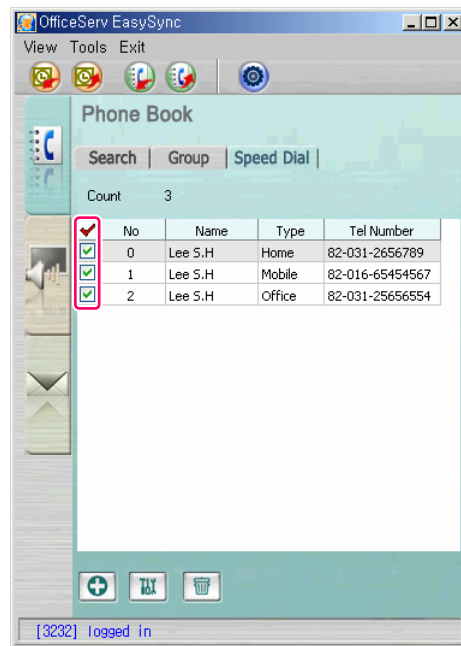 OfficeServ EasySync
View Tools Exit
Phone Book
Search | Group | Speed Dial |
Count 3
No Name Type Tel Number
0 Lee S.H Home 82-031-2656789
1 Lee S.H Mobile 82-016-65454567
2 Lee S.H Office 82-031-25656554
[3232] logged in